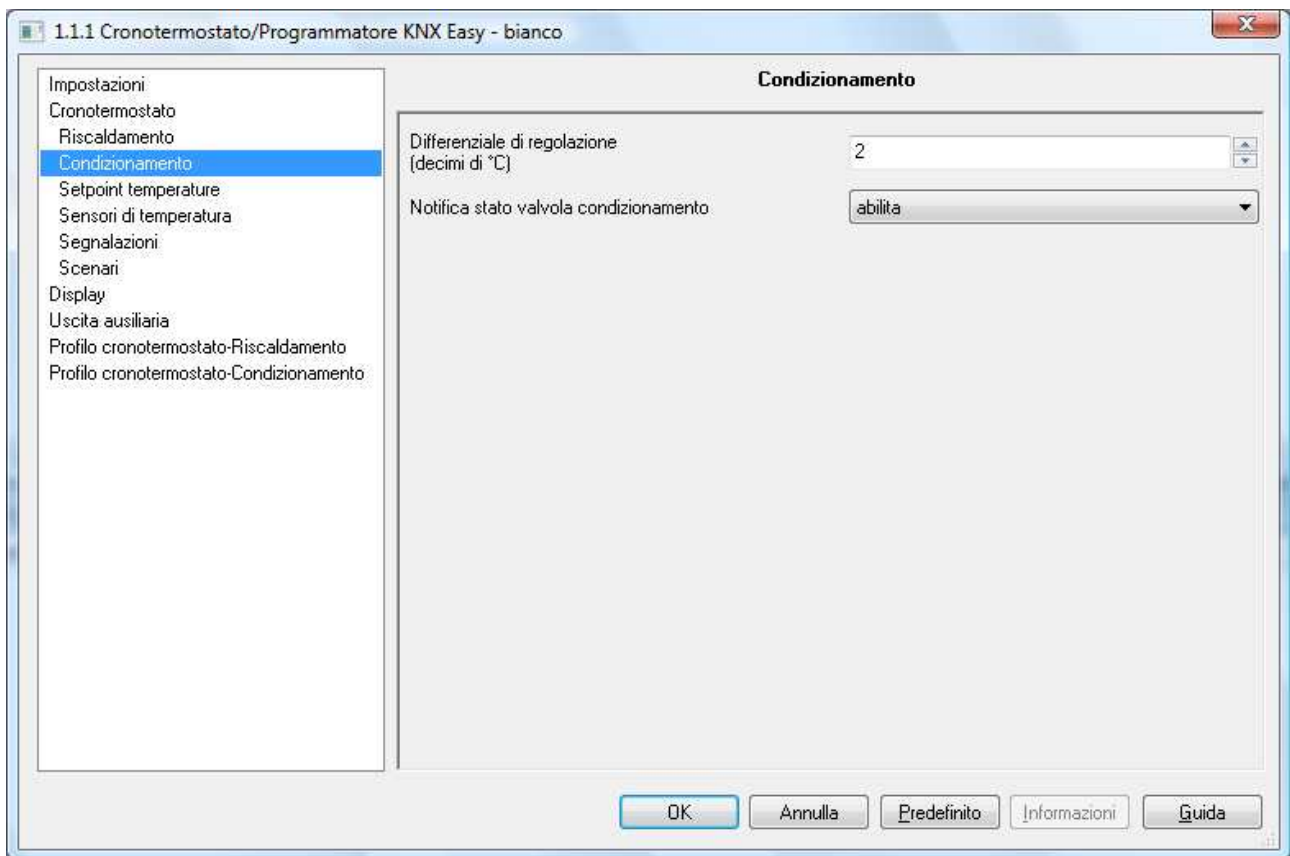 1.1.1 Cronotermostato/Programmatore KNX Easy - bianco
Impostazioni
Cronotermostato
Riscaldamento
Condizionamento
Setpoint temperature
Sensori di temperatura
Segnalazioni
Scenari
Display
Uscita ausiliaria
Profilo cronotermostato-Riscaldamento
Profilo cronotermostato-Condizionamento
Condizionamento
Differenziale di regolazione
(decimi di °C)
2
Notifica stato valvola condizionamento
abilita
OK
Annulla
Predefinito
Informazioni
Guida